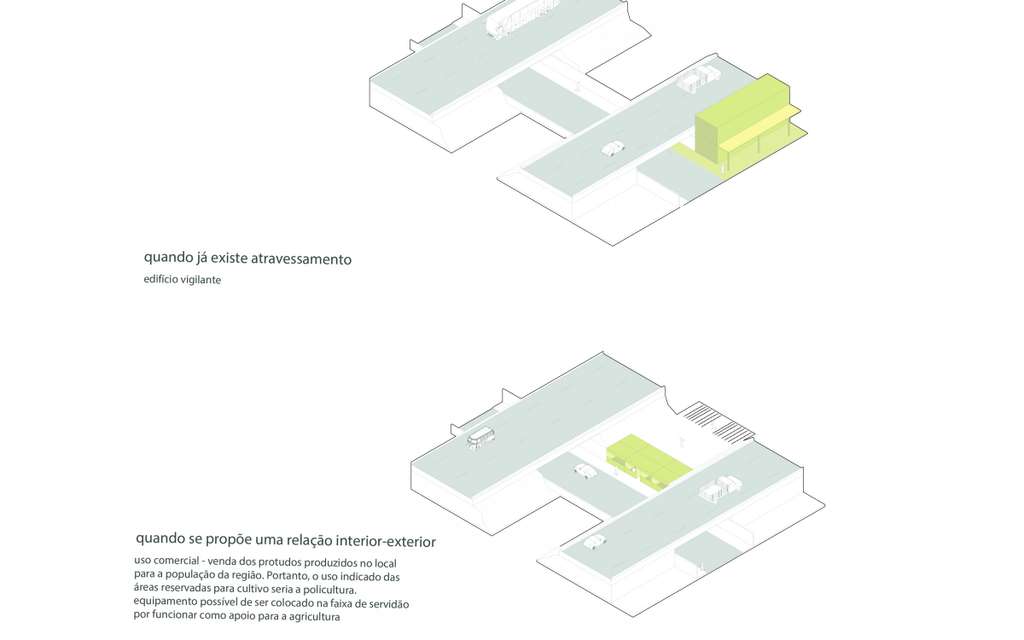 quando já existe atravessamento
edifício vigilante
quando se propõe uma relação interior-exterior
uso comercial - venda dos protudos produzidos no local
para a população da região. Portanto, o uso indicado das
áreas reservadas para cultivo seria a policultura.
equipamento possível de ser colocado na faixa de servidão
por funcionar como apoio para a agricultura